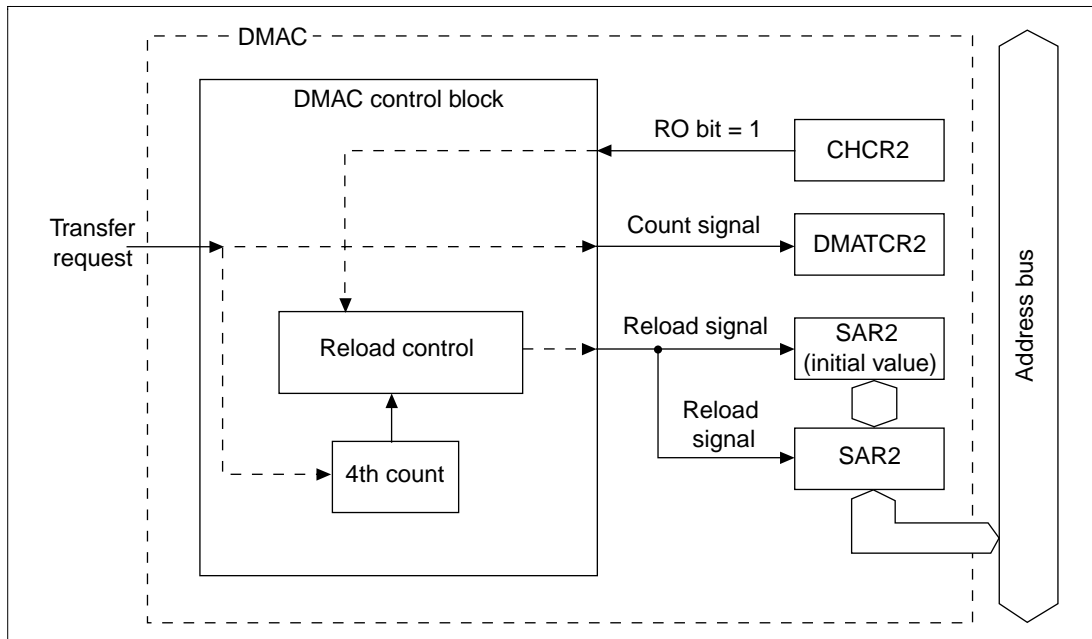 DMAC
DMAC control block
RO bit = 1
CHCR2
Transfer
request
Count signal
DMATCR2
Reload control
Reload signal
SAR2
(initial value)
Reload
signal
SAR2
4th count
Address bus